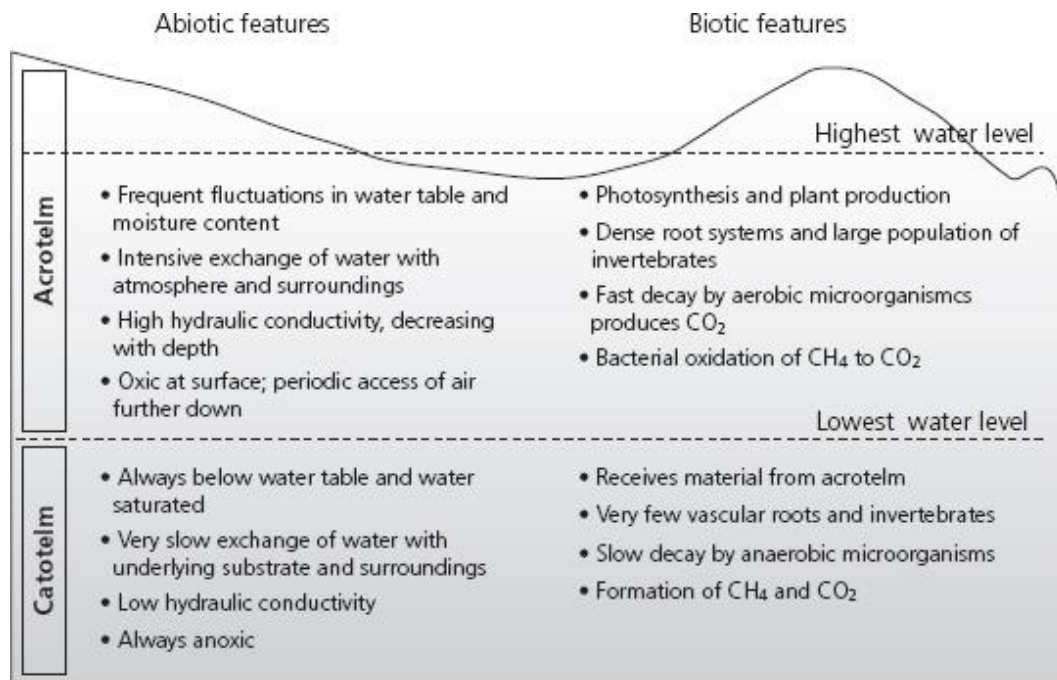 Abiotic features
Biotic features
Highest water level
Acrotelm
• Frequent fluctuations in water table and
moisture content
• Intensive exchange of water with
atmosphere and surroundings
• High hydraulic conductivity, decreasing
with depth
• Oxic at surface; periodic access of air
further down
• Photosynthesis and plant production
• Dense root systems and large population of
invertebrates
• Fast decay by aerobic microorganismcs
produces CO₂
• Bacterial oxidation of CH₄ to CO₂
Lowest water level
Catotelm
• Always below water table and water
saturated
• Very slow exchange of water with
underlying substrate and surroundings
• Low hydraulic conductivity
• Always anoxic
• Receives material from acrotelm
• Very few vascular roots and invertebrates
• Slow decay by anaerobic microorganisms
• Formation of CH₄ and CO₂